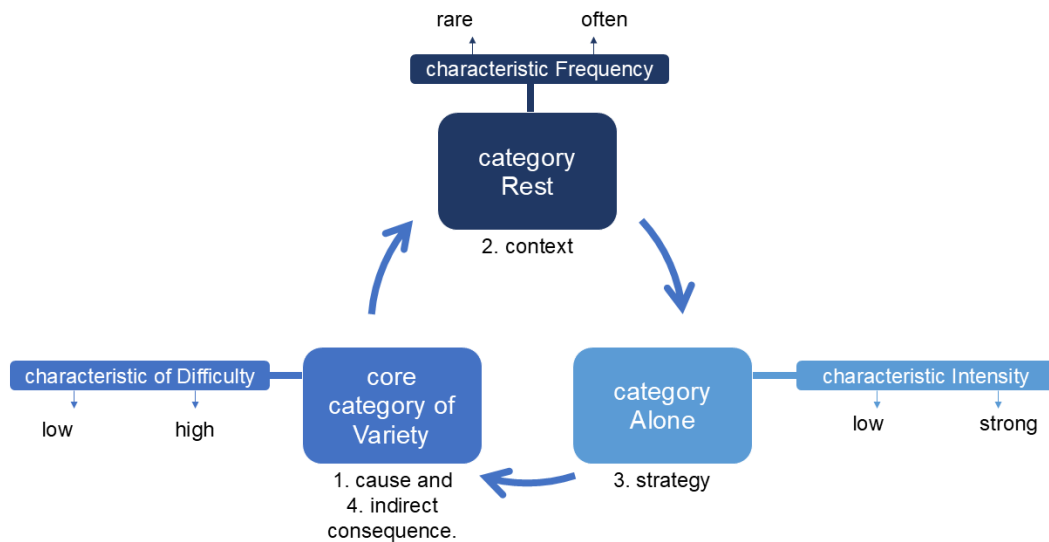 rare
often
characteristic Frequency
category
Rest
2. context
characteristic of Difficulty
low
high
core
category of
Variety
1. cause and
4. indirect
consequence.
category
Alone
3. strategy
characteristic Intensity
low
strong